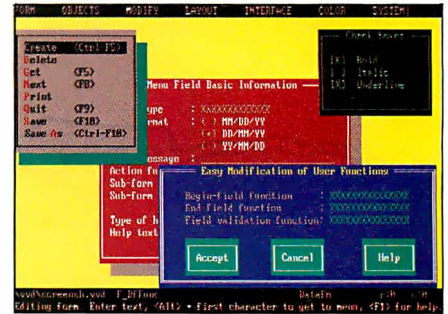 FORM OBJECTS MODIFY LAYOUT INTERFACE COLOR SYSTEM
Create <Ctrl F5>
Delete
Get <F5>
Next <F8>
Print
Quit <F9>
Save <F10>
Save As <Ctrl-F10>
Check boxes
[X] Bold
[ ] Italic
[X] Underline
Menu Field Basic Information
ype : XXXXXXXXXXXX
rmat : ( ) MM/DD/YY
DD/MM/YY
( ) YY/MM/DD
essage :
Action fu
Sub-form
Sub-form
Type of h
Help text
Easy Modification of User Functions
Begin-field function :
End field function :
Field validation function:
Accept Cancel Help
Editing form. Enter text, <Alt> + first character to get to menu, <F1> for help.